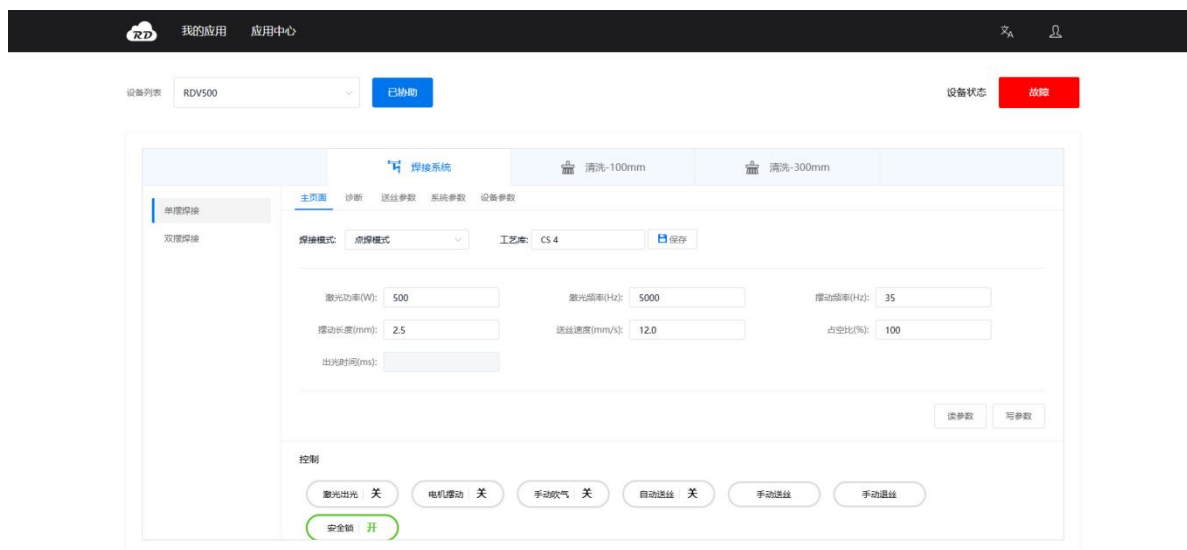 RD 我的应用 应用中心 文A
设备列表 RDV500 已协助 设备状态 故障
焊接系统 清洗-100mm 清洗-300mm
单摆焊接
双摆焊接
主页面 诊断 送丝参数 系统参数 设备参数
焊接模式: 点焊模式 工艺库: CS 4 保存
激光功率(W): 500 激光频率(Hz): 5000 摆动频率(Hz): 35
摆动长度(mm): 2.5 送丝速度(mm/s): 12.0 占空比(%): 100
出光时间(ms):
读参数 写参数
控制
激光出光 关 电机摆动 关 手动吹气 关 自动送丝 关 手动送丝 手动退丝
安全锁 开